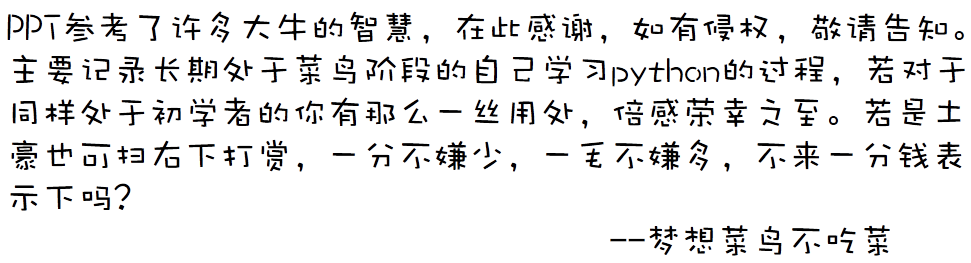 PPT参考了许多大牛的智慧，在此感谢，如有侵权，敬请告知。
主要记录长期处于菜鸟阶段的自己学习python的过程，若对于
同样处于初学者的你有那么一丝用处，倍感荣幸之至。若是土
豪也可扫右下打赏，一分不嫌少，一毛不嫌多，不来一分钱表
示下吗？
--梦想菜鸟不吃菜